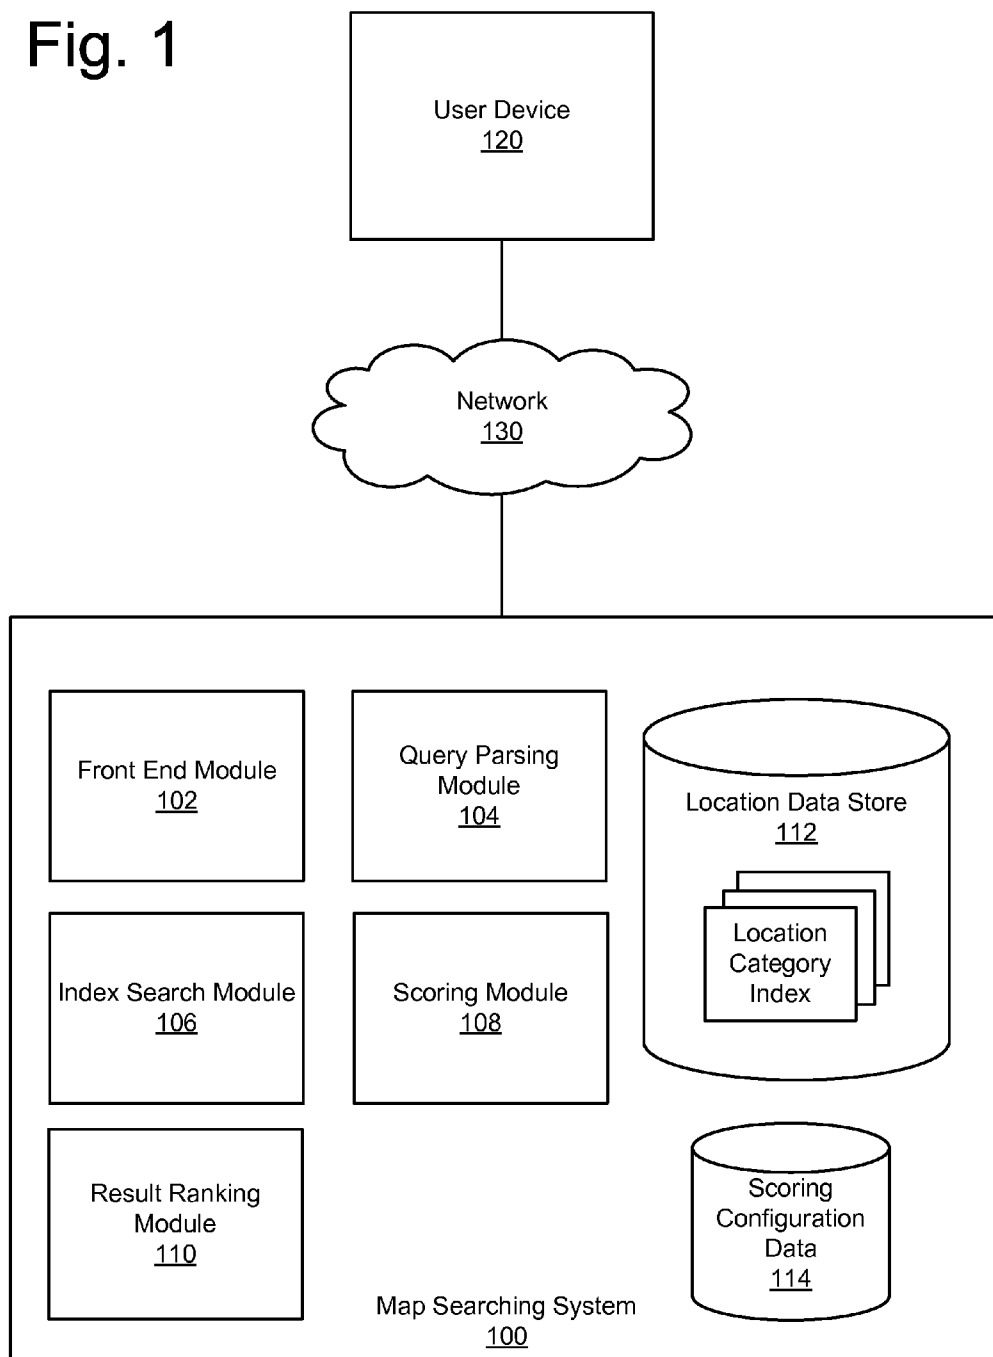 Fig. 1
User Device
120
Network
130
Front End Module
102
Query Parsing
Module
104
Location Data Store
112
Location
Category
Index
Index Search Module
106
Scoring Module
108
Result Ranking
Module
110
Scoring
Configuration
Data
114
Map Searching System
100